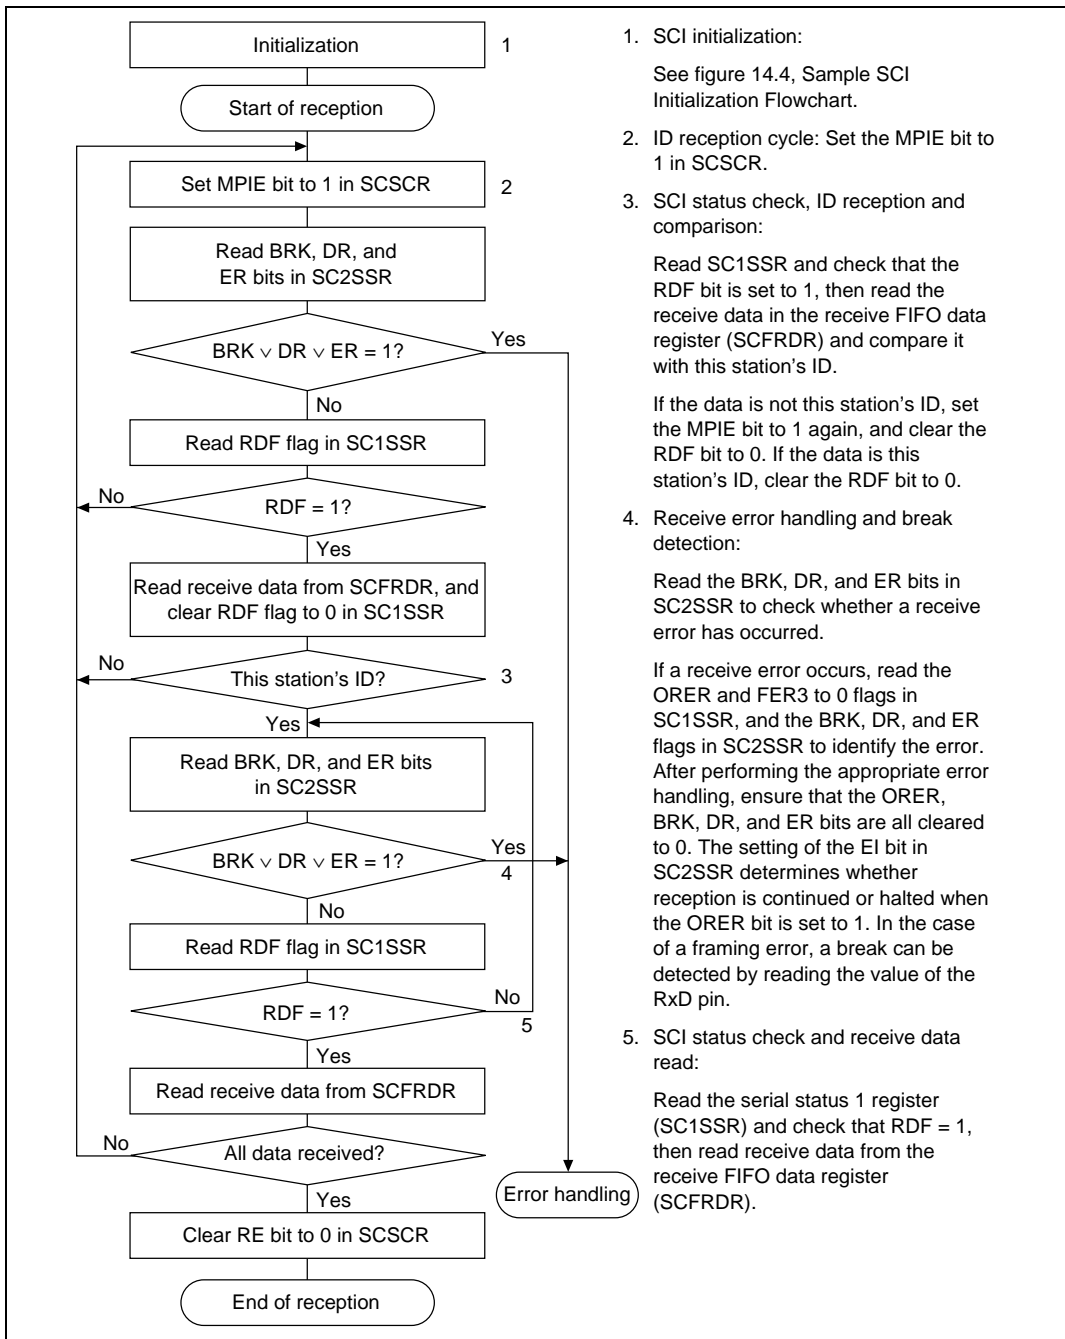 Initialization
1
Start of reception
Set MPIE bit to 1 in SCSCR
2
Read BRK, DR, and
ER bits in SC2SSR
BRK ∨ DR ∨ ER = 1?
Yes
No
Read RDF flag in SC1SSR
RDF = 1?
No
Yes
Read receive data from SCFRDR, and
clear RDF flag to 0 in SC1SSR
This station's ID?
No
3
Yes
Read BRK, DR, and ER bits
in SC2SSR
BRK ∨ DR ∨ ER = 1?
Yes
4
No
Read RDF flag in SC1SSR
RDF = 1?
No
5
Yes
Read receive data from SCFRDR
All data received?
No
Yes
Error handling
Clear RE bit to 0 in SCSCR
End of reception
1. SCI initialization:
See figure 14.4, Sample SCI
Initialization Flowchart.
2. ID reception cycle: Set the MPIE bit to
1 in SCSCR.
3. SCI status check, ID reception and
comparison:
Read SC1SSR and check that the
RDF bit is set to 1, then read the
receive data in the receive FIFO data
register (SCFRDR) and compare it
with this station's ID.
If the data is not this station's ID, set
the MPIE bit to 1 again, and clear the
RDF bit to 0. If the data is this
station's ID, clear the RDF bit to 0.
4. Receive error handling and break
detection:
Read the BRK, DR, and ER bits in
SC2SSR to check whether a receive
error has occurred.
If a receive error occurs, read the
ORER and FER3 to 0 flags in
SC1SSR, and the BRK, DR, and ER
flags in SC2SSR to identify the error.
After performing the appropriate error
handling, ensure that the ORER,
BRK, DR, and ER bits are all cleared
to 0. The setting of the EI bit in
SC2SSR determines whether
reception is continued or halted when
the ORER bit is set to 1. In the case
of a framing error, a break can be
detected by reading the value of the
RxD pin.
5. SCI status check and receive data
read:
Read the serial status 1 register
(SC1SSR) and check that RDF = 1,
then read receive data from the
receive FIFO data register
(SCFRDR).